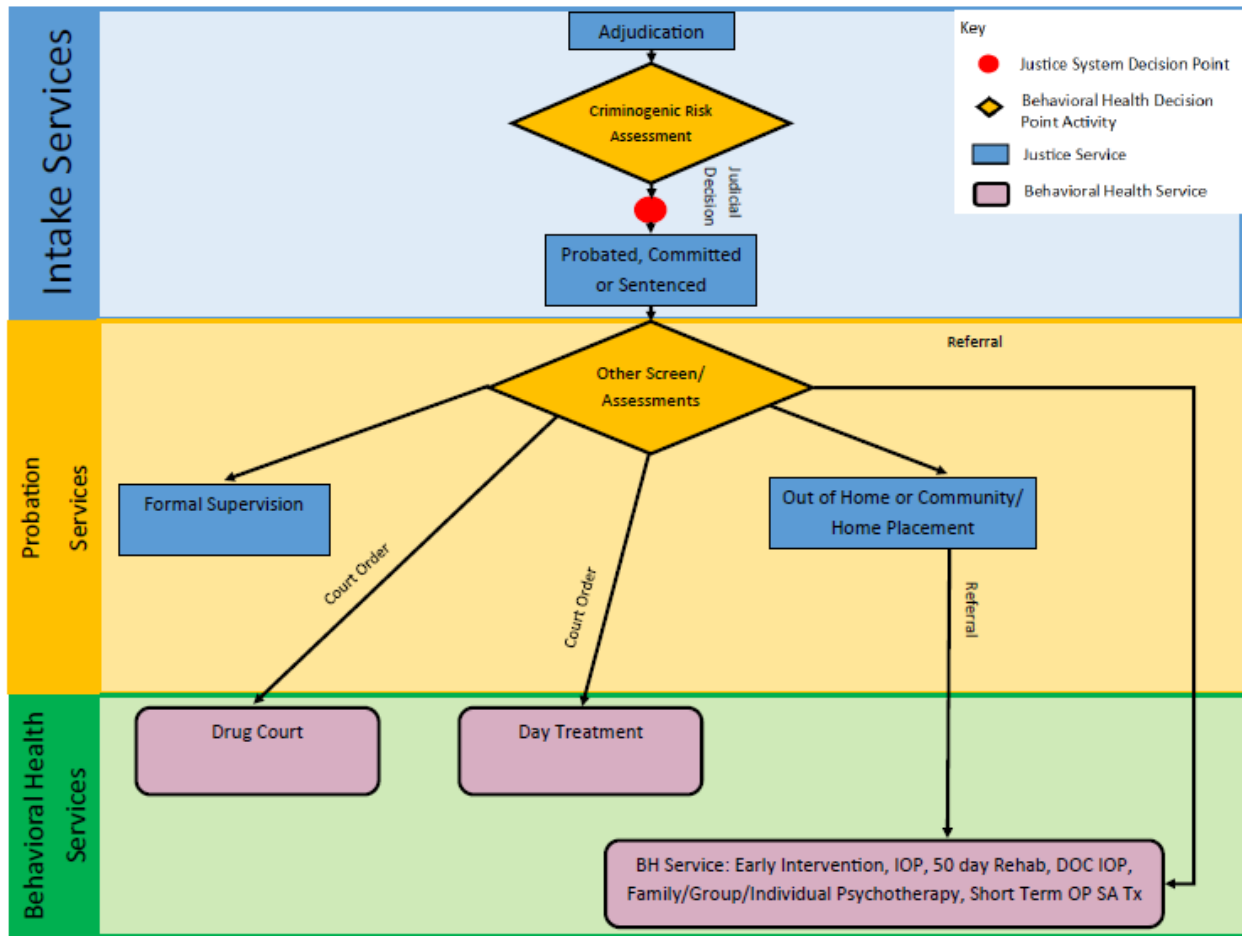 Intake Services
Adjudication
Criminogenic Risk
Assessment
Judicial
Decision
Probated, Committed
or Sentenced
Key
Justice System Decision Point
Behavioral Health Decision
Point Activity
Justice Service
Behavioral Health Service
Probation
Services
Other Screen/
Assessments
Referral
Formal Supervision
Court Order
Court Order
Out of Home or Community/
Home Placement
Referral
Behavioral Health
Services
Drug Court
Day Treatment
BH Service: Early Intervention, IOP, 50 day Rehab, DOC IOP,
Family/Group/Individual Psychotherapy, Short Term OP SA Tx